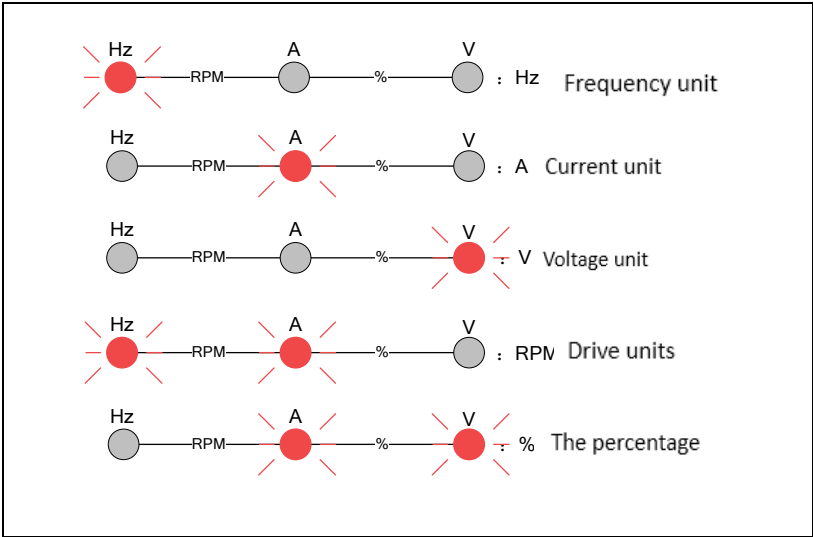 Hz A V
RPM % : Hz Frequency unit
Hz A V
RPM % : A Current unit
Hz A V
RPM % : V Voltage unit
Hz A V
RPM % : RPM Drive units
Hz A V
RPM % : % The percentage